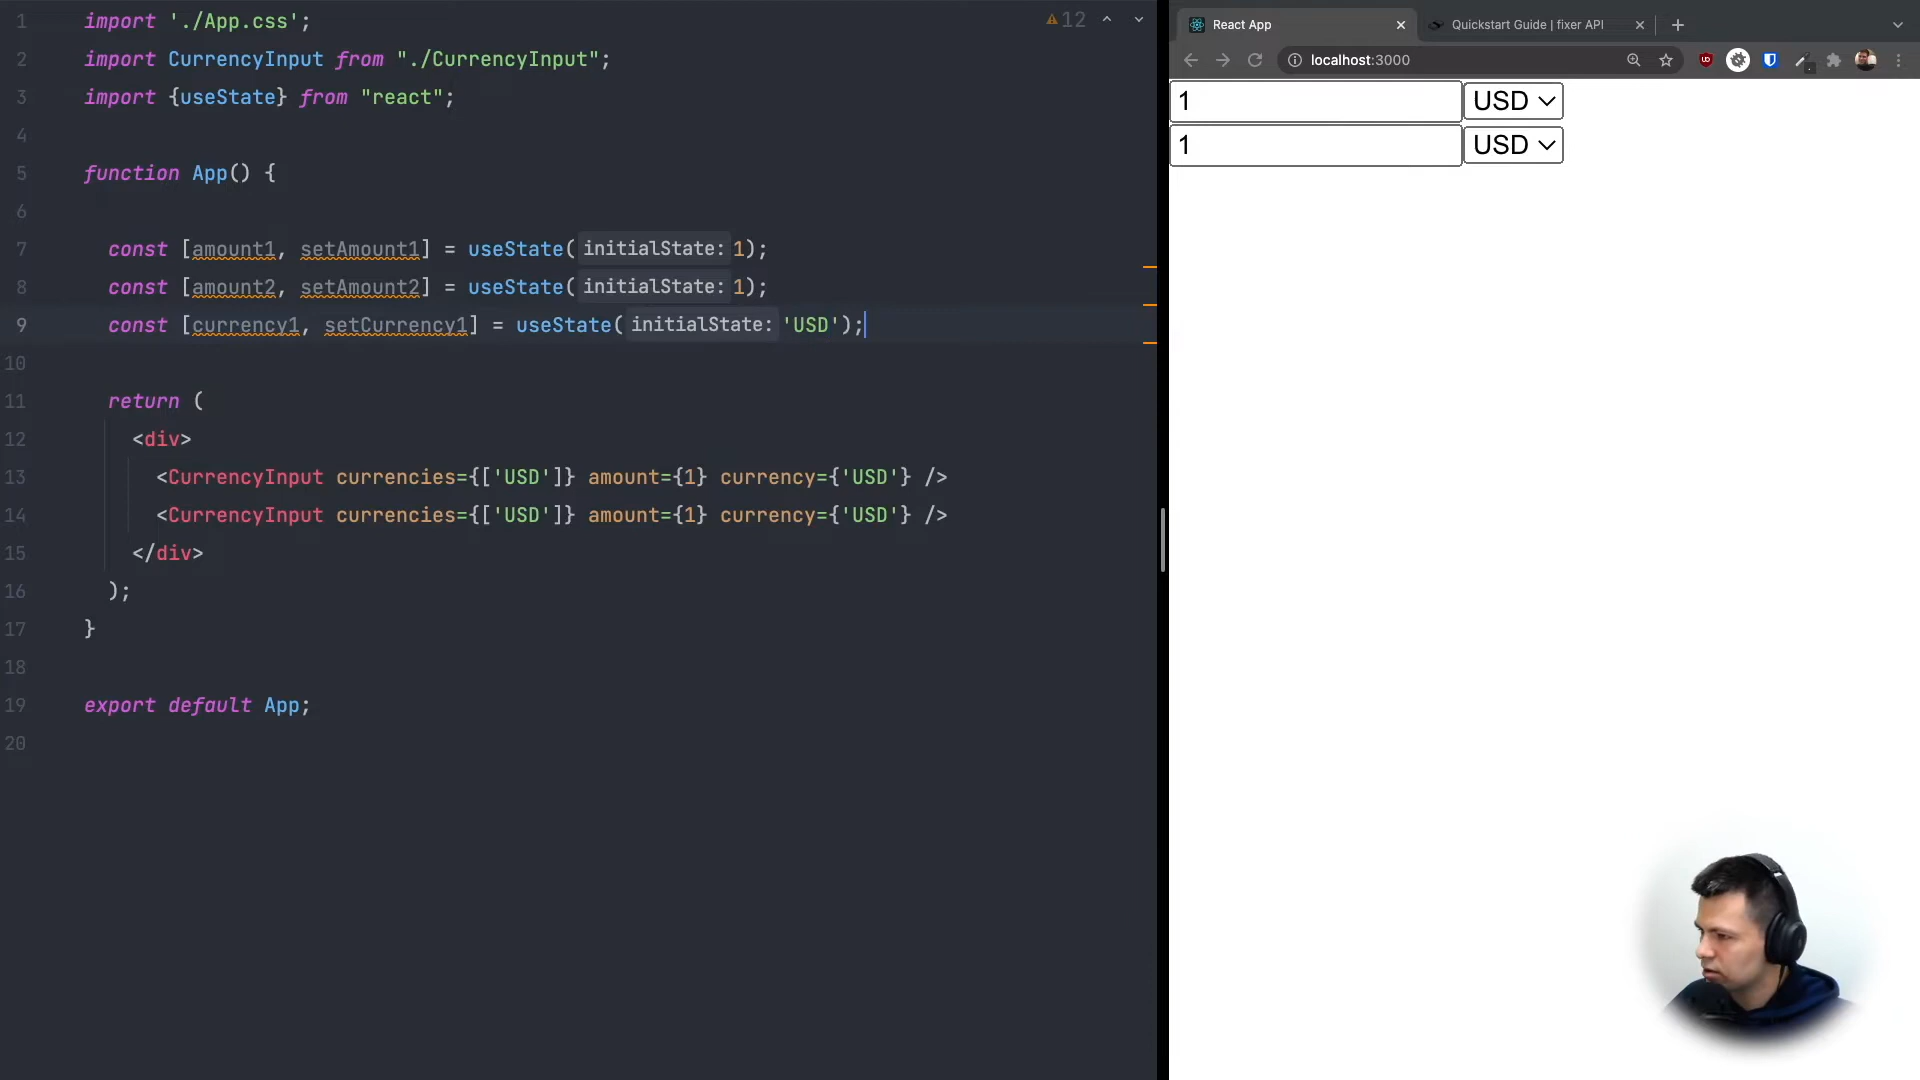 1 import './App.css';
2 import CurrencyInput from "./CurrencyInput";
3 import {useState} from "react";
4
5 function App() {
6
7 const [amount1, setAmount1] = useState( initialState: 1);
8 const [amount2, setAmount2] = useState( initialState: 1);
9 const [currency1, setCurrency1] = useState( initialState: 'USD');
10
11 return (
12 <div>
13 <CurrencyInput currencies={['USD']} amount={1} currency={'USD'} />
14 <CurrencyInput currencies={['USD']} amount={1} currency={'USD'} />
15 </div>
16 );
17 }
18
19 export default App;
20
12
React App
Quickstart Guide | fixer API
localhost:3000
1 USD
1 USD